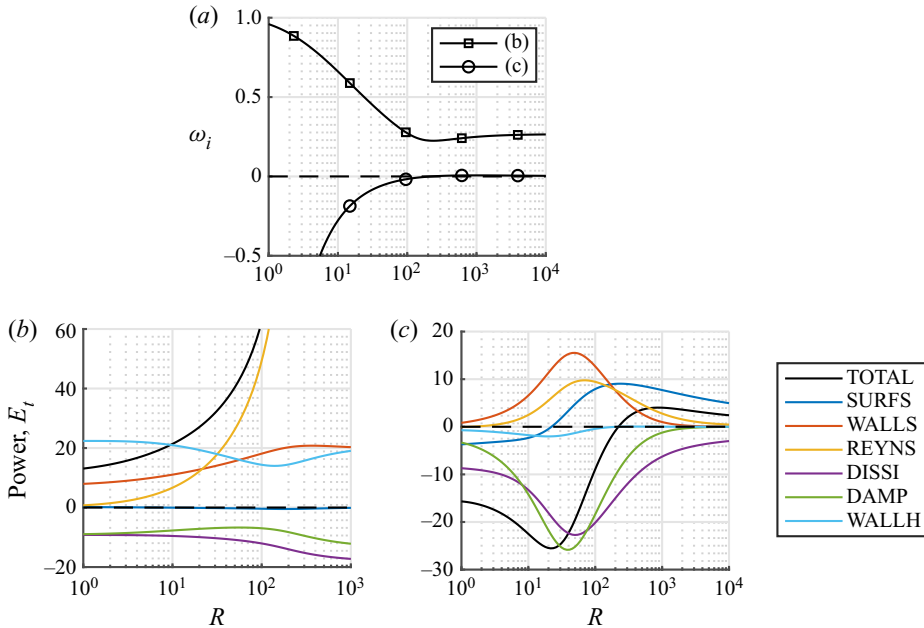 (a)
1.0
0.5
0
–0.5
ω_i
10^0 10^1 10^2 10^3 10^4
(b)
(c)
(b)
60
40
20
0
–20
Power, E_t
10^0 10^1 10^2 10^3
R
(c)
20
10
0
–10
–20
–30
10^0 10^1 10^2 10^3 10^4
R
TOTAL
SURFS
WALLS
REYNS
DISSI
DAMP
WALLH